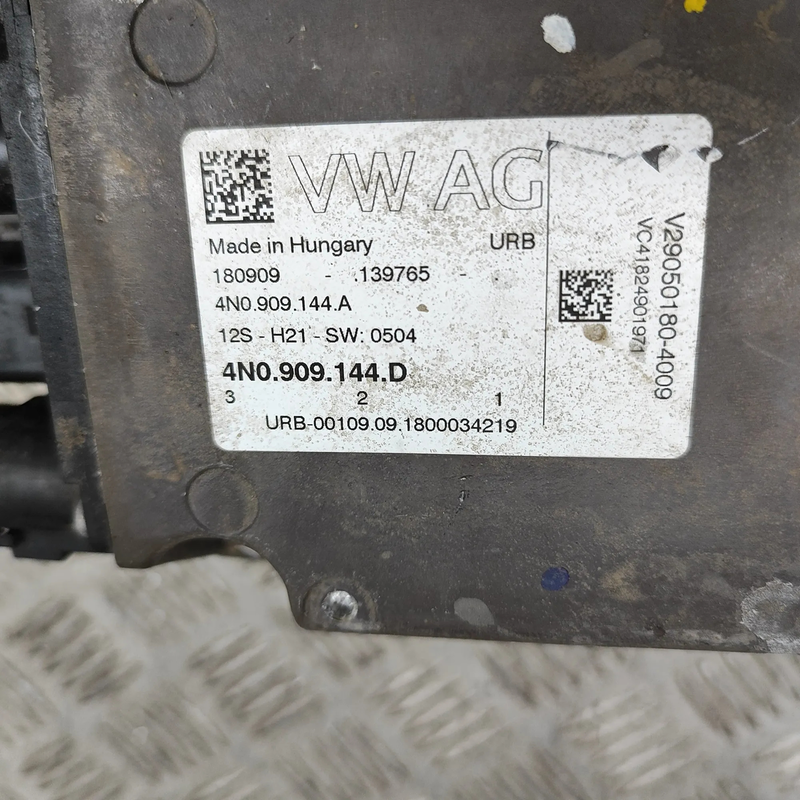 VW AG
Made in Hungary URB
180909 - .139765 - .
4N0.909.144.A
12S - H21 - SW: 0504
4N0.909.144.D
3 2 1
URB-00109.09.1800034219
V29050180-4009
VC41824901971